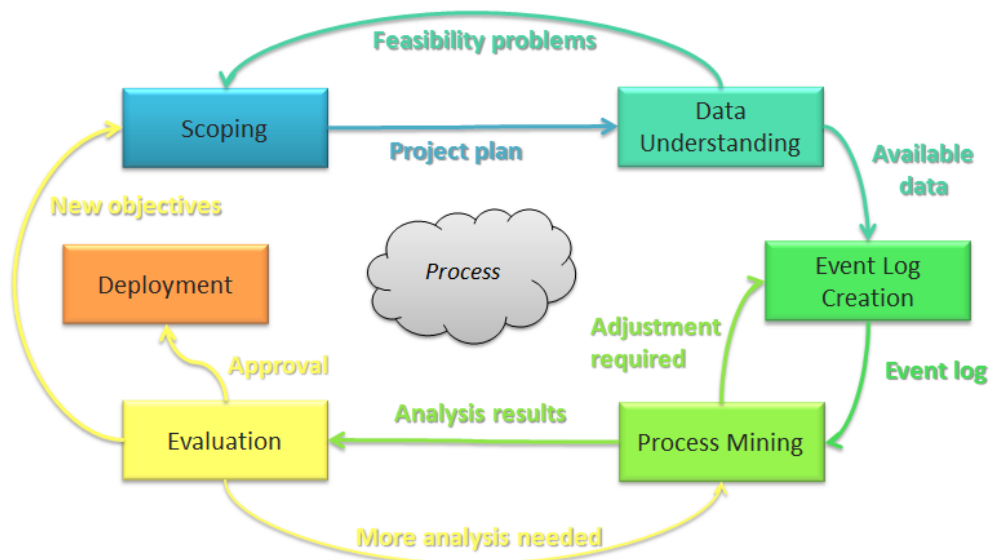 Feasibility problems
Scoping
Data
Understanding
Project plan
Available
data
New objectives
Process
Deployment
Event Log
Creation
Adjustment
required
Approval
Event log
Analysis results
Evaluation
Process Mining
More analysis needed